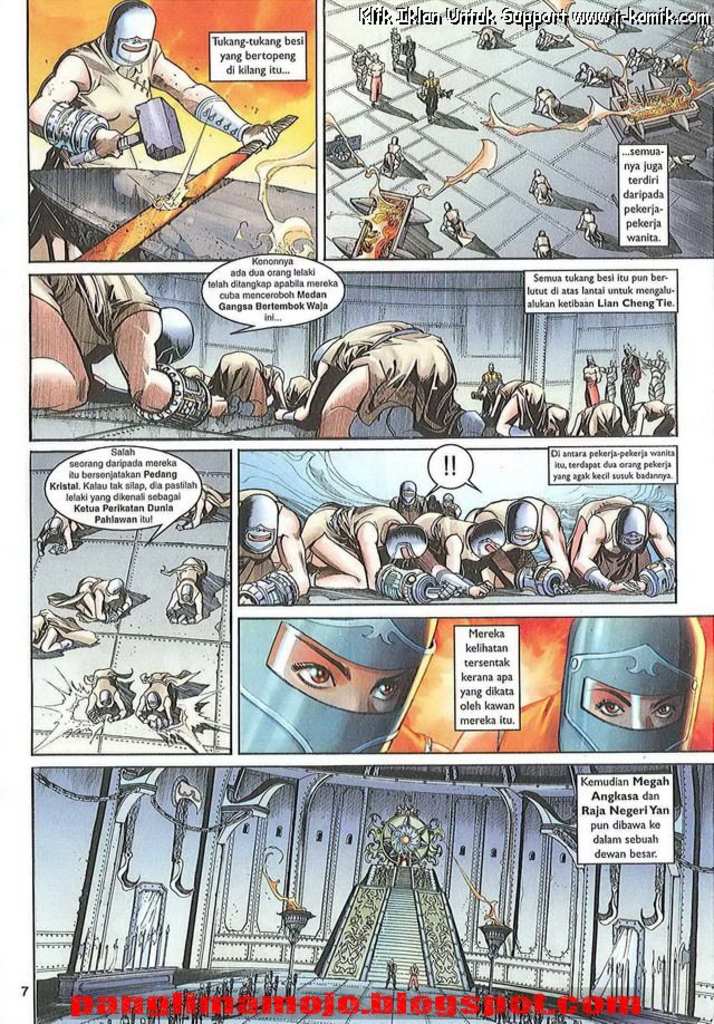 Klik Iklan Untuk Support www.i-komik.com
Tukang-tukang besi
yang bertopeng
di kilang itu...
...semua-
nya juga
terdiri
daripada
pekerja-
pekerja
wanita.
Kononnya
ada dua orang lelaki
telah ditangkap apabila mereka
cuba menceroboh Medan
Gangsa Bertembok Waja
ini...
Semua tukang besi itu pun ber-
lutut di atas lantai untuk mengalu-
alukan ketibaan Lian Cheng Tie.
Salah
seorang daripada mereka
itu bersenjatakan Pedang
Kristal. Kalau tak silap, dia pastilah
lelaki yang dikenali sebagai
Ketua Perikatan Dunia
Pahlawan itu!
!!
Di antara pekerja-pekerja wanita
itu, terdapat dua orang pekerja
yang agak kecil susuk badannya.
Mereka
kelihatan
tersentak
kerana apa
yang dikata
oleh kawan
mereka itu.
Kemudian Megah
Angkasa dan
Raja Negeri Yan
pun dibawa ke
dalam sebuah
dewan besar.
7
panglimamojo.blogspot.com